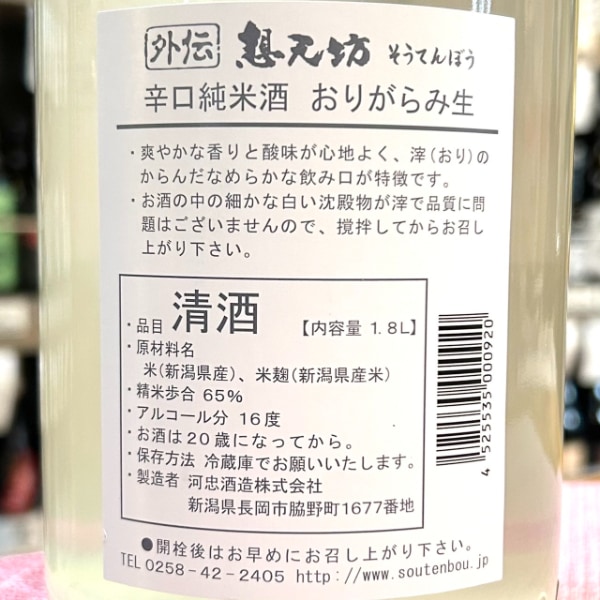 外伝 想天坊 そうてんぼう
辛口純米酒 おりがらみ生
・爽やかな香りと酸味が心地よく、滓(おり)の
からんだなめらかな飲み口が特徴です。
・お酒の中の細かな白い沈殿物が滓で品質に問
題はございませんので、撹拌してからお召し
上がり下さい。
・品目 清酒 【内容量 1.8L】
・原材料名
米(新潟県産)、米麹(新潟県産米)
・精米歩合 65%
・アルコール分 16度
・お酒は20歳になってから。
・保存方法 冷蔵庫でお願いいたします。
・製造者 河忠酒造株式会社
新潟県長岡市脇野町1677番地
4 525535 000920
●開栓後はお早めにお召し上がり下さい。
TEL 0258-42-2405 http://www.soutenbou.jp